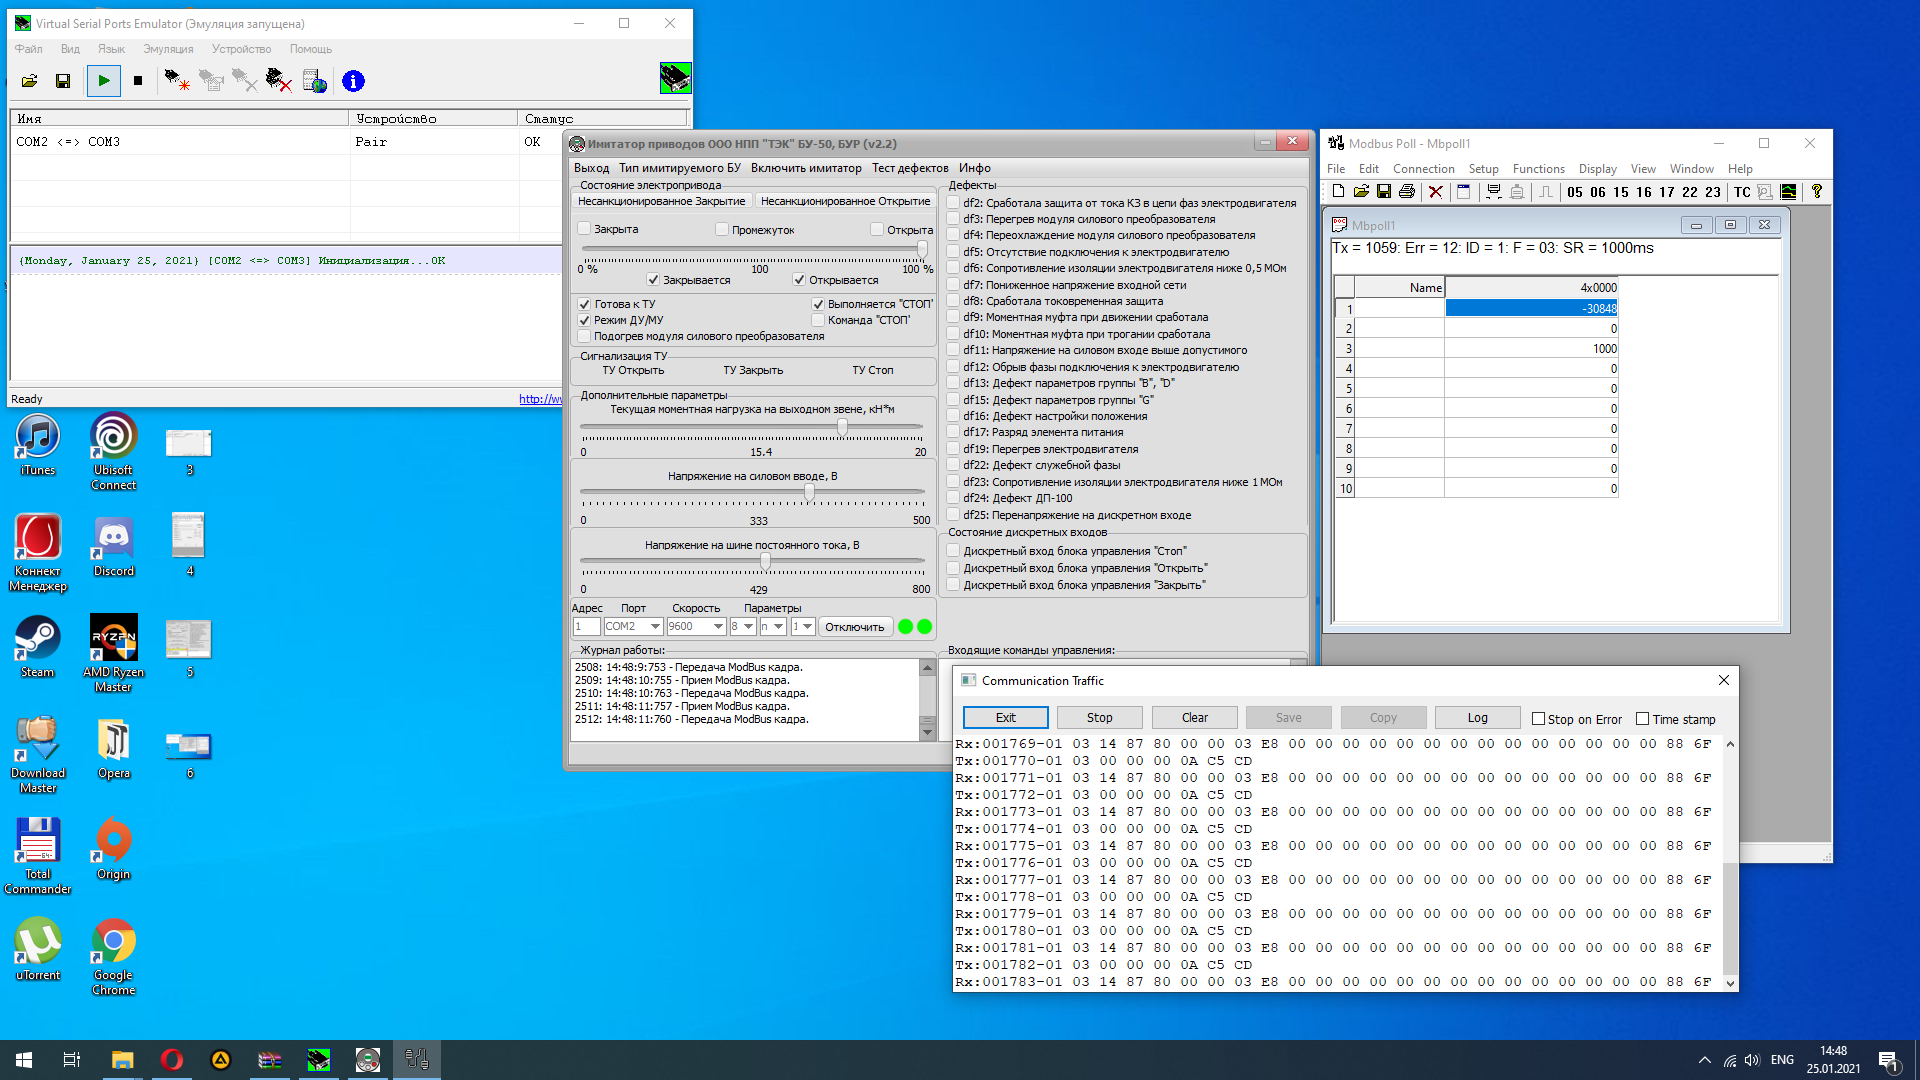 Virtual Serial Ports Emulator (Эмуляция запущена)
Файл Вид Язык Эмуляция Устройство Помощь
Имя Устройство Статус
COM2 <=> COM3 Pair OK
{Monday, January 25, 2021} [COM2 <=> COM3] Инициализация...OK
Ready
iTunes
Ubisoft Connect
3
Коннект Менеджер
Discord
4
Steam
RYZEN
AMD Ryzen Master
5
Download Master
Opera
6
Total Commander
Origin
uTorrent
Google Chrome
Имитатор приводов ООО НПП "ТЭК" БУ-50, БУР (v2.2)
Выход Тип имитируемого БУ Включить имитатор Тест дефектов Инфо
Состояние электропривода
Несанкционированное Закрытие Несанкционированное Открытие
Закрыта Промежуток Открыта
0 % 100 100 %
Закрывается Открывается
Готова к ТУ Выполняется "СТОП"
Режим ДУ/МУ Команда "СТОП"
Подогрев модуля силового преобразователя
Сигнализация ТУ
ТУ Открыть ТУ Закрыть ТУ Стоп
Дополнительные параметры
Текущая моментная нагрузка на выходном звене, кН*м
0 15.4 20
Напряжение на силовом вводе, В
0 333 500
Напряжение на шине постоянного тока, В
0 429 800
Адрес Порт Скорость Параметры
1 COM2 9600 8 n 1 Отключить
Журнал работы:
2508: 14:48:9:753 - Передача ModBus кадра.
2509: 14:48:10:755 - Прием ModBus кадра.
2510: 14:48:10:763 - Передача ModBus кадра.
2511: 14:48:11:757 - Прием ModBus кадра.
2512: 14:48:11:760 - Передача ModBus кадра.
Дефекты
df2: Сработала защита от тока КЗ в цепи фаз электродвигателя
df3: Перегрев модуля силового преобразователя
df4: Переохлаждение модуля силового преобразователя
df5: Отсутствие подключения к электродвигателю
df6: Сопротивление изоляции электродвигателя ниже 0,5 МОм
df7: Пониженное напряжение входной сети
df8: Сработала токовременная защита
df9: Моментная муфта при движении сработала
df10: Моментная муфта при трогании сработала
df11: Напряжение на силовом входе выше допустимого
df12: Обрыв фазы подключения к электродвигателю
df13: Дефект параметров группы "B", "D"
df15: Дефект параметров группы "G"
df16: Дефект настройки положения
df17: Разряд элемента питания
df19: Перегрев электродвигателя
df22: Дефект служебной фазы
df23: Сопротивление изоляции электродвигателя ниже 1 МОм
df24: Дефект ДП-100
df25: Перенапряжение на дискретном входе
Состояние дискретных входов
Дискретный вход блока управления "Стоп"
Дискретный вход блока управления "Открыть"
Дискретный вход блока управления "Закрыть"
Входящие команды управления:
Modbus Poll - Mbpoll1
File Edit Connection Setup Functions Display View Window Help
05 06 15 16 17 22 23 TC
Mbpoll1
Tx = 1059: Err = 12: ID = 1: F = 03: SR = 1000ms
Name 4x0000
1 -30848
2 0
3 1000
4 0
5 0
6 0
7 0
8 0
9 0
10 0
Communication Traffic
Exit Stop Clear Save Copy Log Stop on Error Time stamp
Rx:001769-01 03 14 87 80 00 00 03 E8 00 00 00 00 00 00 00 00 00 00 00 00 00 00 88 6F
Tx:001770-01 03 00 00 00 0A C5 CD
Rx:001771-01 03 14 87 80 00 00 03 E8 00 00 00 00 00 00 00 00 00 00 00 00 00 00 88 6F
Tx:001772-01 03 00 00 00 0A C5 CD
Rx:001773-01 03 14 87 80 00 00 03 E8 00 00 00 00 00 00 00 00 00 00 00 00 00 00 88 6F
Tx:001774-01 03 00 00 00 0A C5 CD
Rx:001775-01 03 14 87 80 00 00 03 E8 00 00 00 00 00 00 00 00 00 00 00 00 00 00 88 6F
Tx:001776-01 03 00 00 00 0A C5 CD
Rx:001777-01 03 14 87 80 00 00 03 E8 00 00 00 00 00 00 00 00 00 00 00 00 00 00 88 6F
Tx:001778-01 03 00 00 00 0A C5 CD
Rx:001779-01 03 14 87 80 00 00 03 E8 00 00 00 00 00 00 00 00 00 00 00 00 00 00 88 6F
Tx:001780-01 03 00 00 00 0A C5 CD
Rx:001781-01 03 14 87 80 00 00 03 E8 00 00 00 00 00 00 00 00 00 00 00 00 00 00 88 6F
Tx:001782-01 03 00 00 00 0A C5 CD
Rx:001783-01 03 14 87 80 00 00 03 E8 00 00 00 00 00 00 00 00 00 00 00 00 00 00 88 6F
ENG
14:48
25.01.2021
1